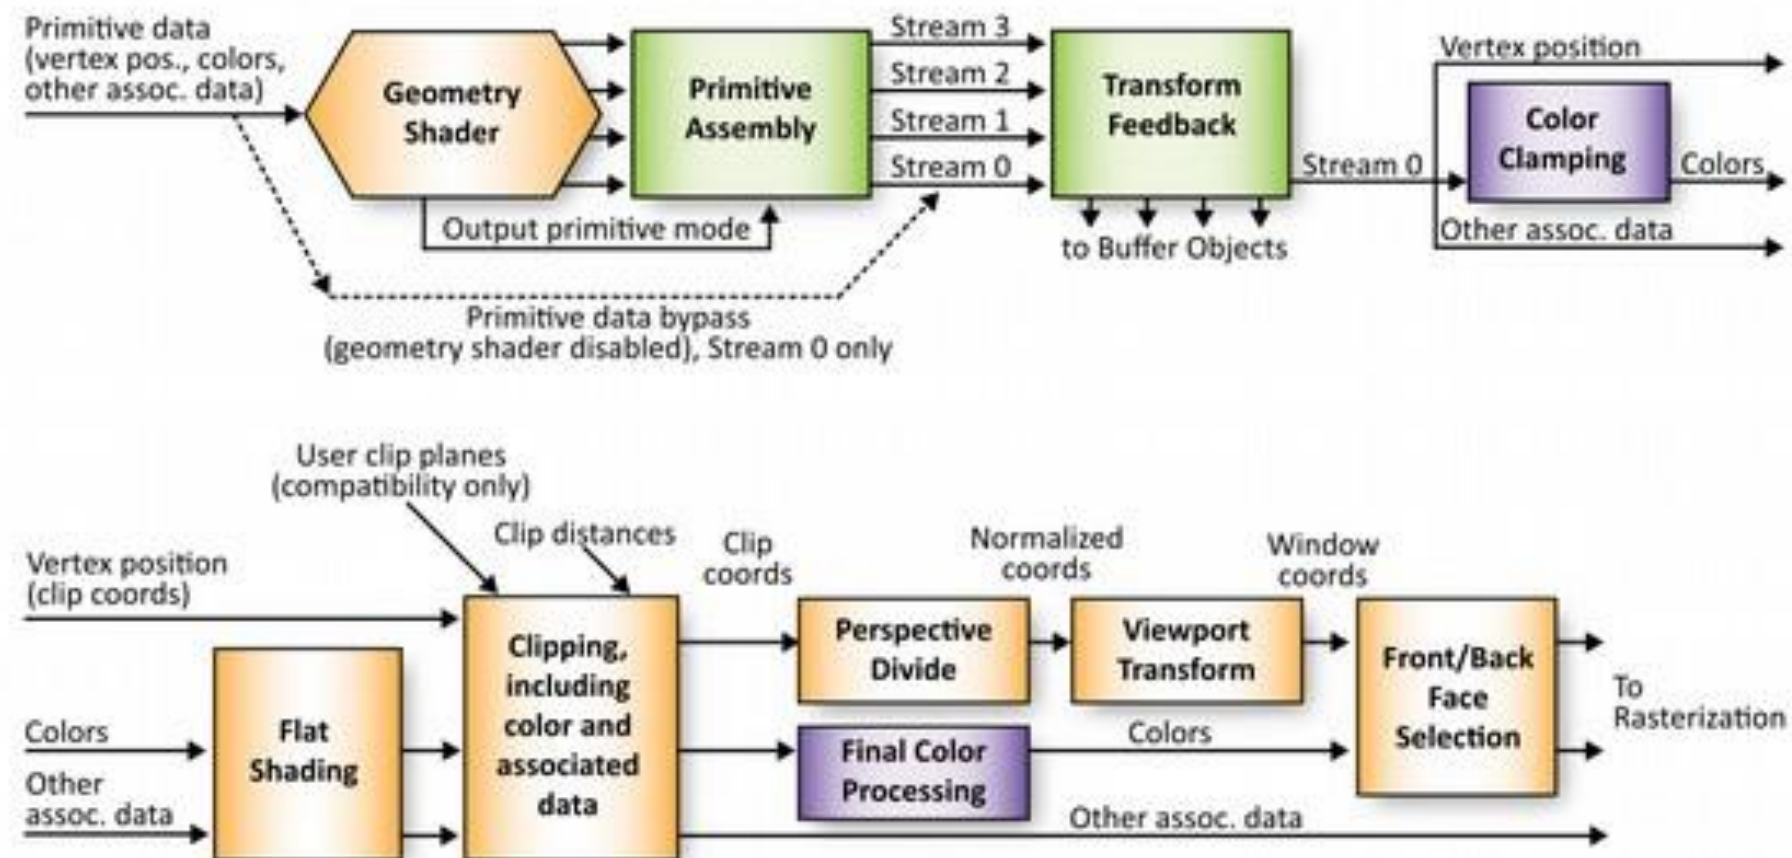 Primitive data
(vertex pos., colors,
other assoc. data)
Geometry
Shader
Output primitive mode
Primitive
Assembly
Stream 3
Stream 2
Stream 1
Stream 0
Transform
Feedback
to Buffer Objects
Stream 0
Vertex position
Color
Clamping
Colors
Other assoc. data
Primitive data bypass
(geometry shader disabled), Stream 0 only
User clip planes
(compatibility only)
Clip distances
Vertex position
(clip coords)
Colors
Other
assoc. data
Flat
Shading
Clipping,
including
color and
associated
data
Clip
coords
Perspective
Divide
Normalized
coords
Viewport
Transform
Window
coords
Final Color
Processing
Colors
Front/Back
Face
Selection
To
Rasterization
Other assoc. data